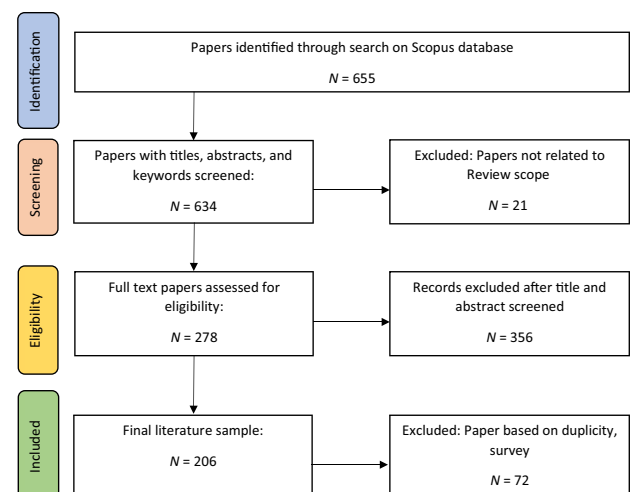 Identification
Papers identified through search on Scopus database
N = 655
Screening
Papers with titles, abstracts, and
keywords screened:
N = 634
Excluded: Papers not related to
Review scope
N = 21
Eligibility
Full text papers assessed for
eligibility:
N = 278
Records excluded after title and
abstract screened
N = 356
Included
Final literature sample:
N = 206
Excluded: Paper based on duplicity,
survey
N = 72